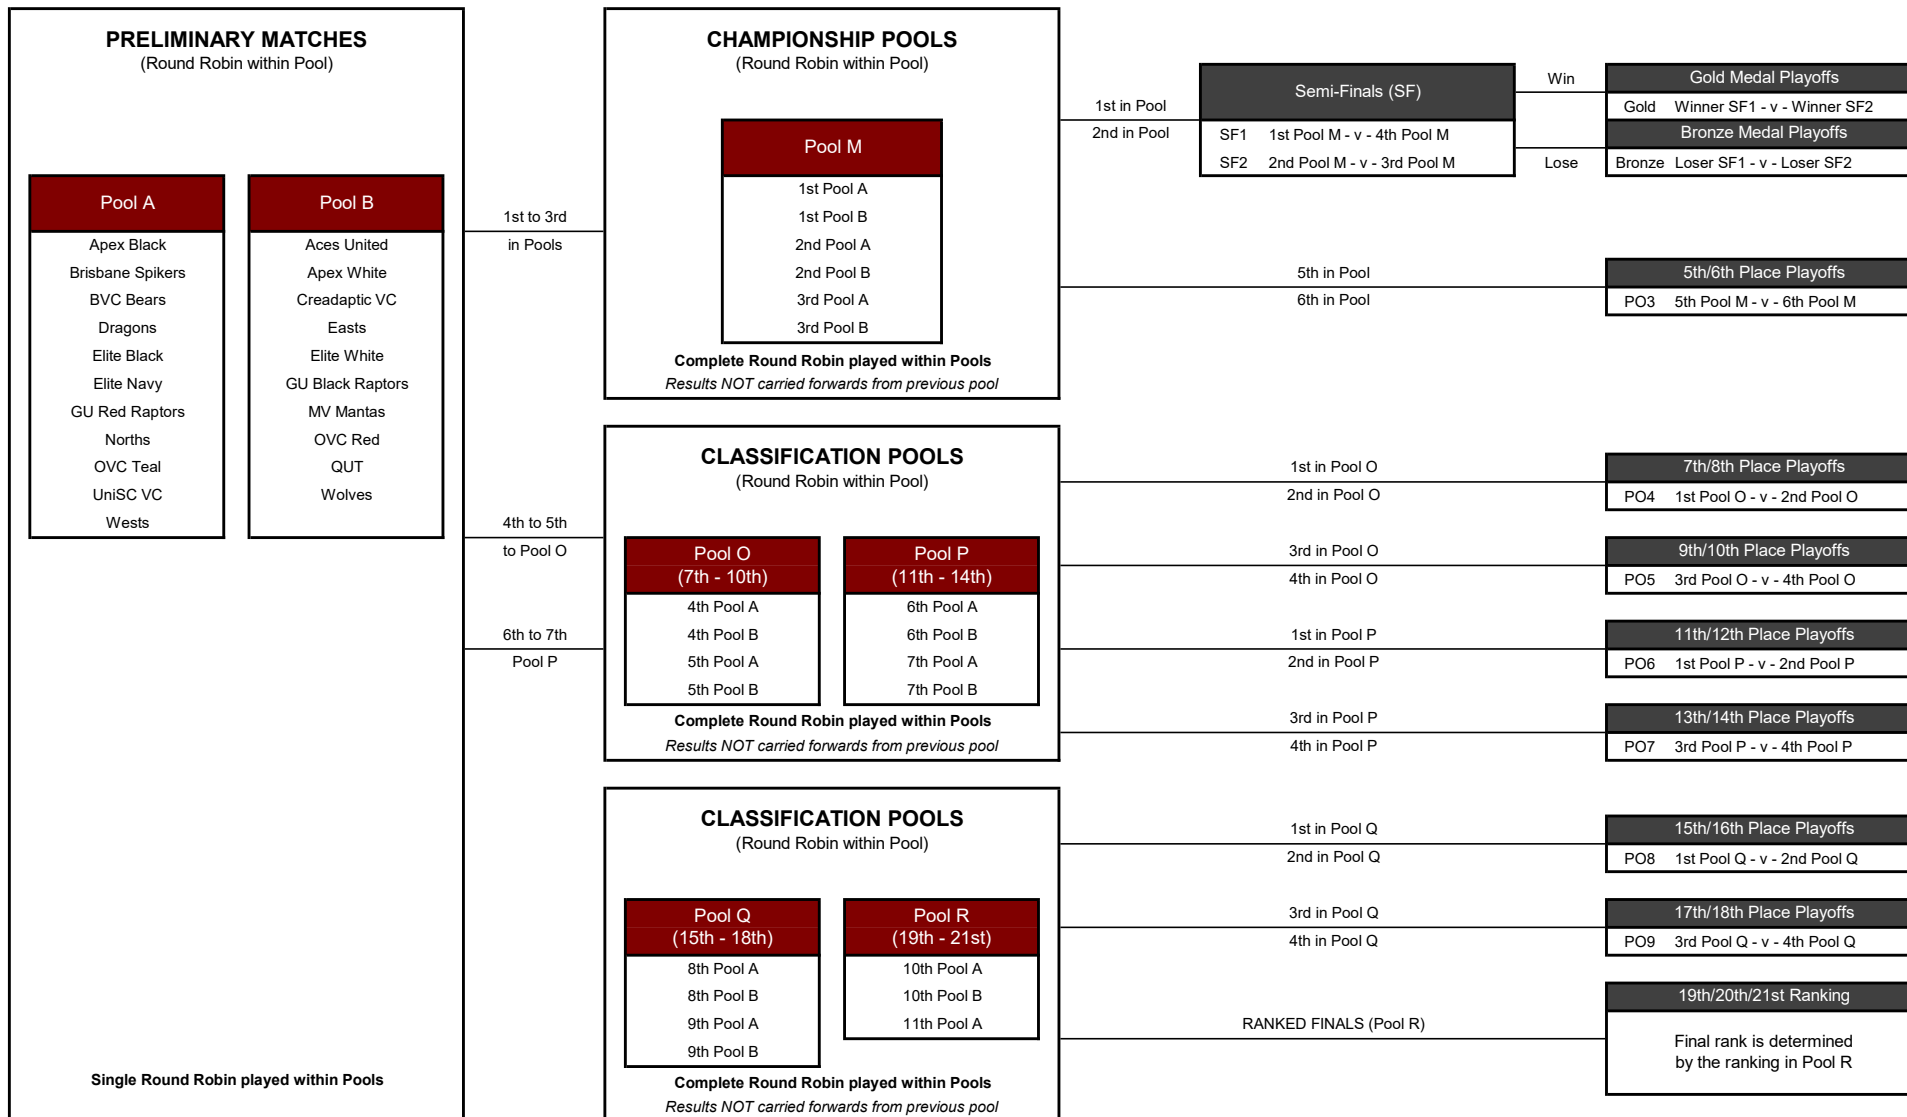 PRELIMINARY MATCHES
(Round Robin within Pool)
Pool A
Apex Black
Brisbane Spikers
BVC Bears
Dragons
Elite Black
Elite Navy
GU Red Raptors
Norths
OVC Teal
UniSC VC
Wests
Pool B
Aces United
Apex White
Creadaptic VC
Easts
Elite White
GU Black Raptors
MV Mantas
OVC Red
QUT
Wolves
Single Round Robin played within Pools
1st to 3rd
in Pools
4th to 5th
to Pool O
6th to 7th
Pool P
CHAMPIONSHIP POOLS
(Round Robin within Pool)
Pool M
1st Pool A
1st Pool B
2nd Pool A
2nd Pool B
3rd Pool A
3rd Pool B
Complete Round Robin played within Pools
Results NOT carried forwards from previous pool
CLASSIFICATION POOLS
(Round Robin within Pool)
Pool O
(7th - 10th)
4th Pool A
4th Pool B
5th Pool A
5th Pool B
Pool P
(11th - 14th)
6th Pool A
6th Pool B
7th Pool A
7th Pool B
Complete Round Robin played within Pools
Results NOT carried forwards from previous pool
CLASSIFICATION POOLS
(Round Robin within Pool)
Pool Q
(15th - 18th)
8th Pool A
8th Pool B
9th Pool A
9th Pool B
Pool R
(19th - 21st)
10th Pool A
10th Pool B
11th Pool A
Complete Round Robin played within Pools
Results NOT carried forwards from previous pool
1st in Pool
2nd in Pool
Semi-Finals (SF)
SF1 1st Pool M - v - 4th Pool M
SF2 2nd Pool M - v - 3rd Pool M
Win
Lose
Gold Medal Playoffs
Gold Winner SF1 - v - Winner SF2
Bronze Medal Playoffs
Bronze Loser SF1 - v - Loser SF2
5th in Pool
6th in Pool
5th/6th Place Playoffs
PO3 5th Pool M - v - 6th Pool M
1st in Pool O
2nd in Pool O
7th/8th Place Playoffs
PO4 1st Pool O - v - 2nd Pool O
3rd in Pool O
4th in Pool O
9th/10th Place Playoffs
PO5 3rd Pool O - v - 4th Pool O
1st in Pool P
2nd in Pool P
11th/12th Place Playoffs
PO6 1st Pool P - v - 2nd Pool P
3rd in Pool P
4th in Pool P
13th/14th Place Playoffs
PO7 3rd Pool P - v - 4th Pool P
1st in Pool Q
2nd in Pool Q
15th/16th Place Playoffs
PO8 1st Pool Q - v - 2nd Pool Q
3rd in Pool Q
4th in Pool Q
17th/18th Place Playoffs
PO9 3rd Pool Q - v - 4th Pool Q
RANKED FINALS (Pool R)
19th/20th/21st Ranking
Final rank is determined
by the ranking in Pool R